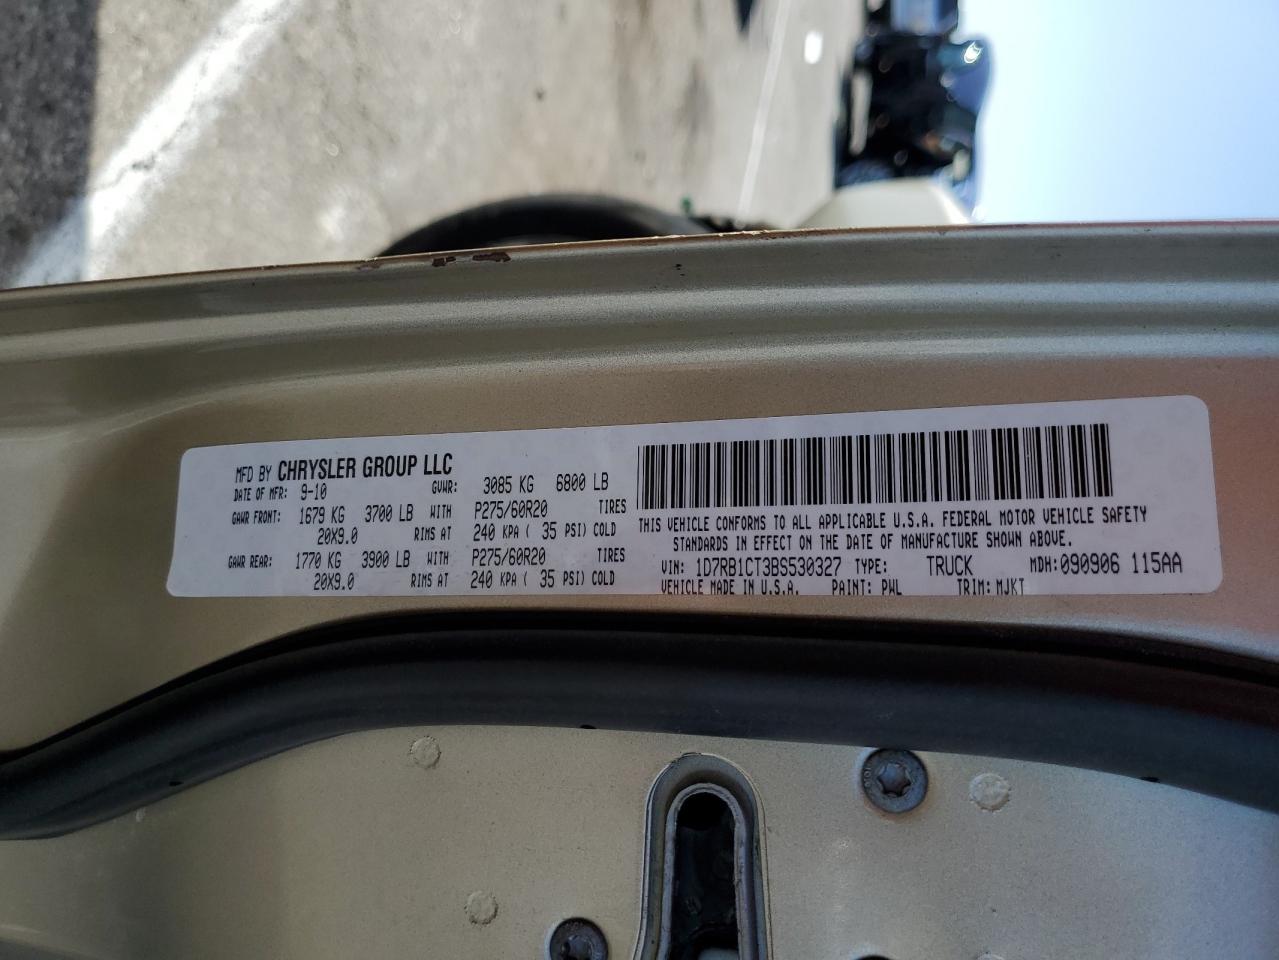 MFD BY CHRYSLER GROUP LLC
DATE OF MFR: 9-10 GVWR: 3085 KG 6800 LB
GAWR FRONT: 1679 KG 3700 LB WITH P275/60R20 TIRES
20X9.0 RIMS AT 240 KPA ( 35 PSI) COLD
GAWR REAR: 1770 KG 3900 LB WITH P275/60R20 TIRES
20X9.0 RIMS AT 240 KPA ( 35 PSI) COLD
THIS VEHICLE CONFORMS TO ALL APPLICABLE U.S.A. FEDERAL MOTOR VEHICLE SAFETY
STANDARDS IN EFFECT ON THE DATE OF MANUFACTURE SHOWN ABOVE.
VIN: 1D7RB1CT3BS530327 TYPE: TRUCK MDH:090906 115AA
VEHICLE MADE IN U.S.A. PAINT: PWL TRIM: MJKT